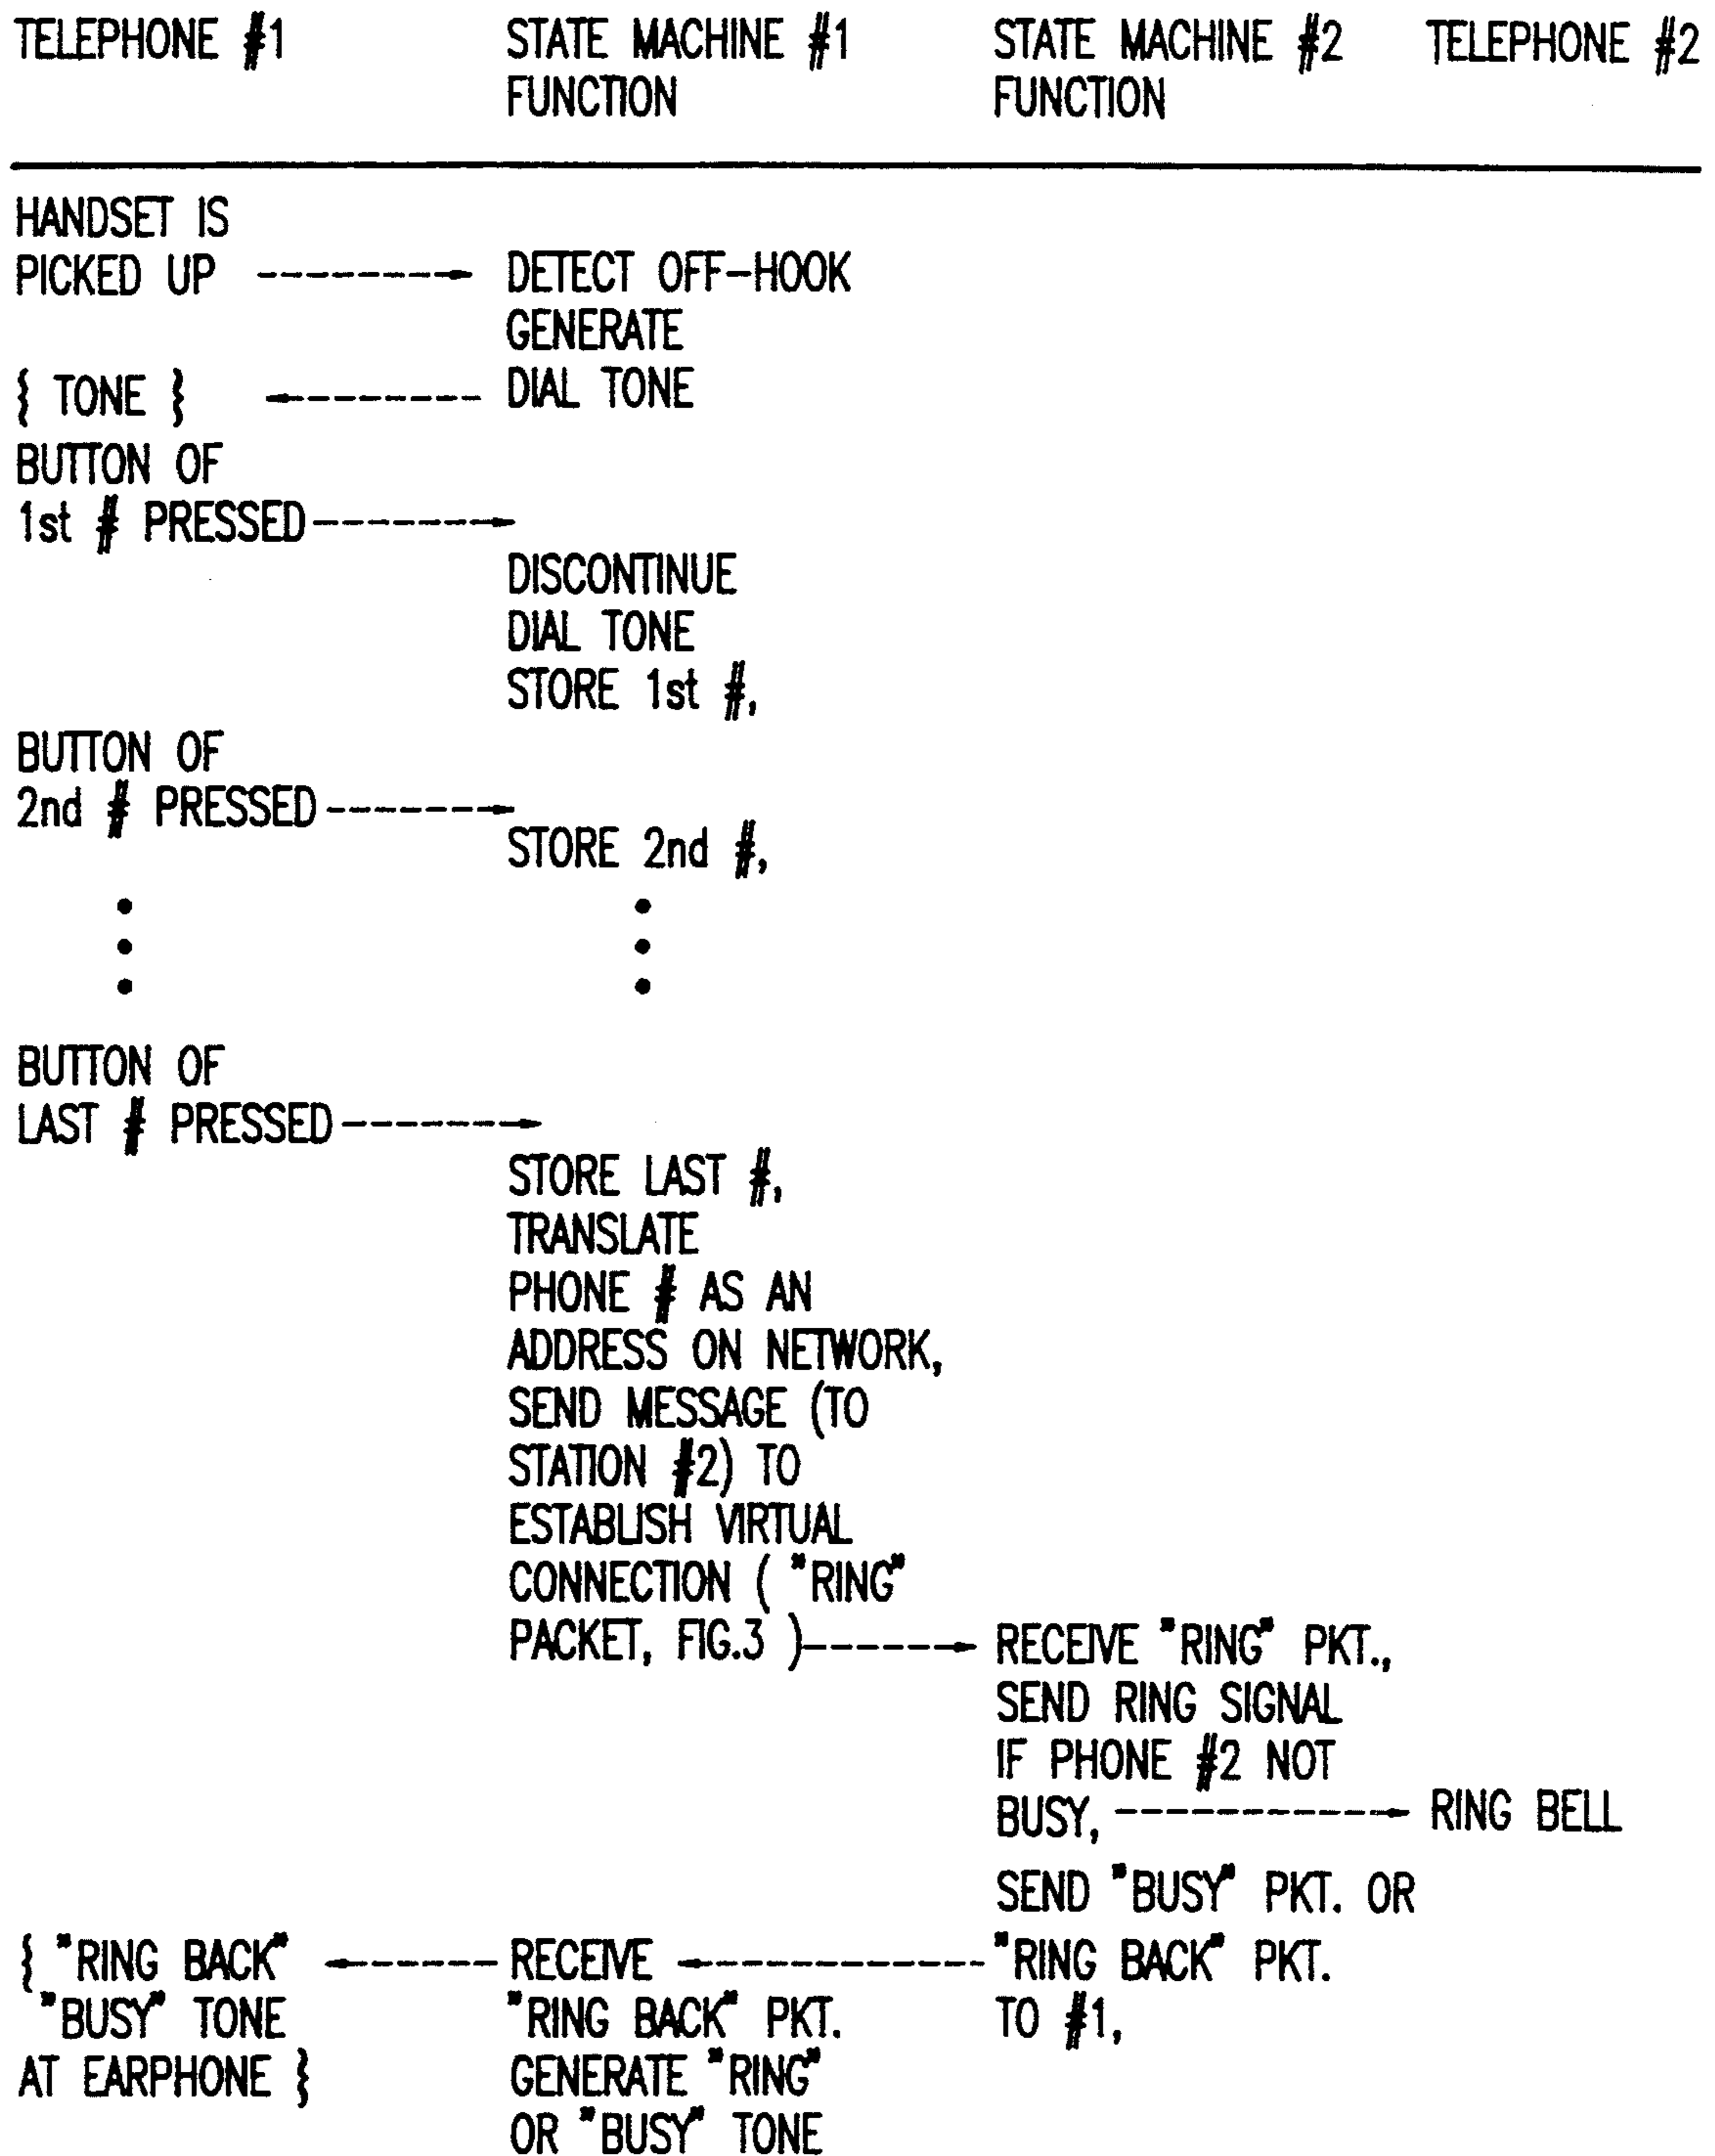 TELEPHONE #1 STATE MACHINE #1 STATE MACHINE #2 TELEPHONE #2
FUNCTION FUNCTION
HANDSET IS
PICKED UP DETECT OFF-HOOK
GENERATE
{ TONE } DIAL TONE
BUTTON OF
1st # PRESSED
DISCONTINUE
DIAL TONE
STORE 1st #,
BUTTON OF
2nd # PRESSED
STORE 2nd #,
BUTTON OF
LAST # PRESSED
STORE LAST #,
TRANSLATE
PHONE # AS AN
ADDRESS ON NETWORK,
SEND MESSAGE (TO
STATION #2) TO
ESTABLISH VIRTUAL
CONNECTION ( "RING"
PACKET, FIG.3 ) RECEIVE "RING" PKT.,
SEND RING SIGNAL
IF PHONE #2 NOT
BUSY, RING BELL
SEND "BUSY" PKT. OR
{ "RING BACK" RECEIVE "RING BACK" PKT.
"BUSY" TONE "RING BACK" PKT. TO #1,
AT EARPHONE } GENERATE "RING"
OR "BUSY" TONE